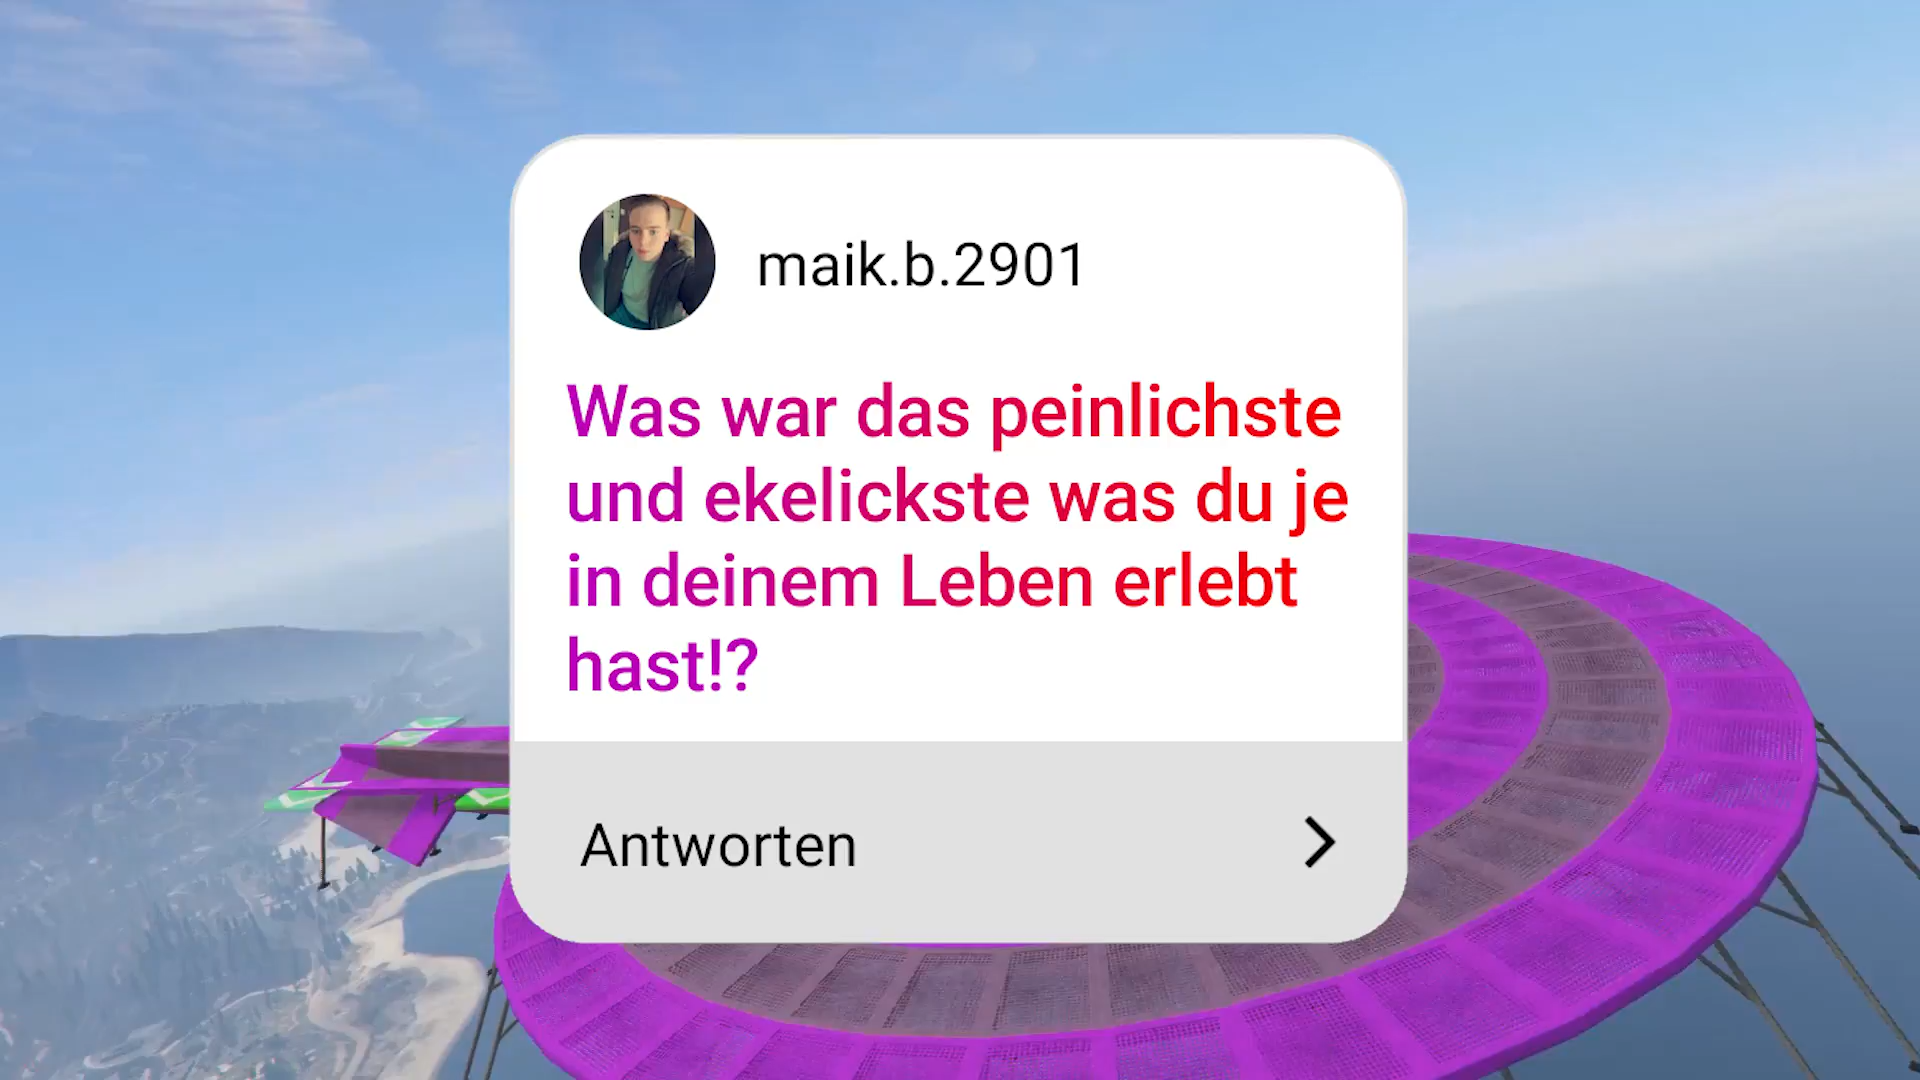 maik.b.2901
Was war das peinlichste
und ekelickste was du je
in deinem Leben erlebt
hast!?
Antworten